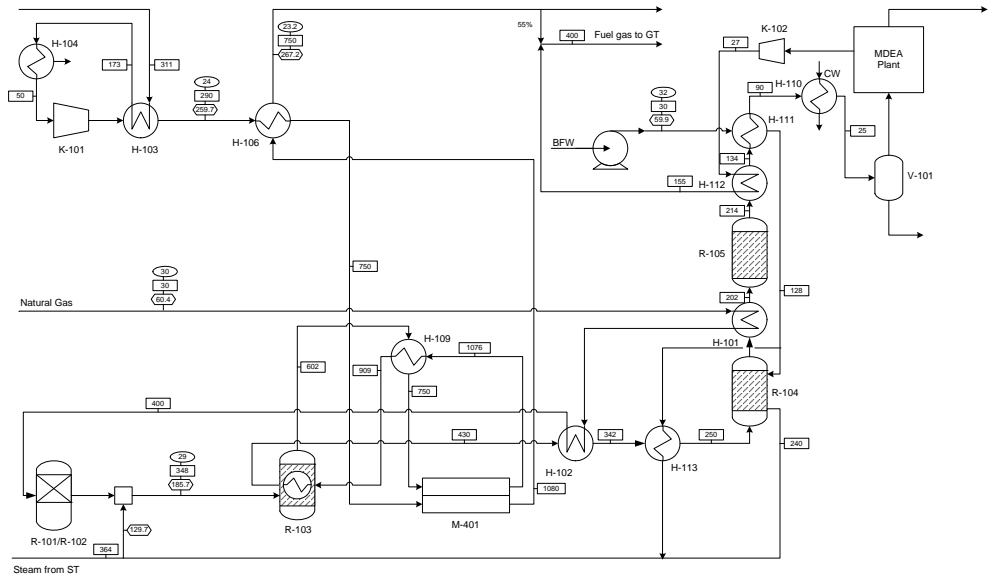 23.2
750
267.2
55%
400
Fuel gas to GT
K-102
27
MDEA
Plant
H-104
173
311
24
290
259.7
50
K-101
H-103
H-106
32
30
59.9
BFW
90
H-110
CW
H-111
25
134
155
H-112
V-101
214
R-105
750
30
30
60.4
Natural Gas
202
128
H-101
602
H-109
1076
909
750
R-104
400
430
342
250
240
H-102
H-113
29
348
185.7
1080
R-103
M-401
129.7
R-101/R-102
364
Steam from ST